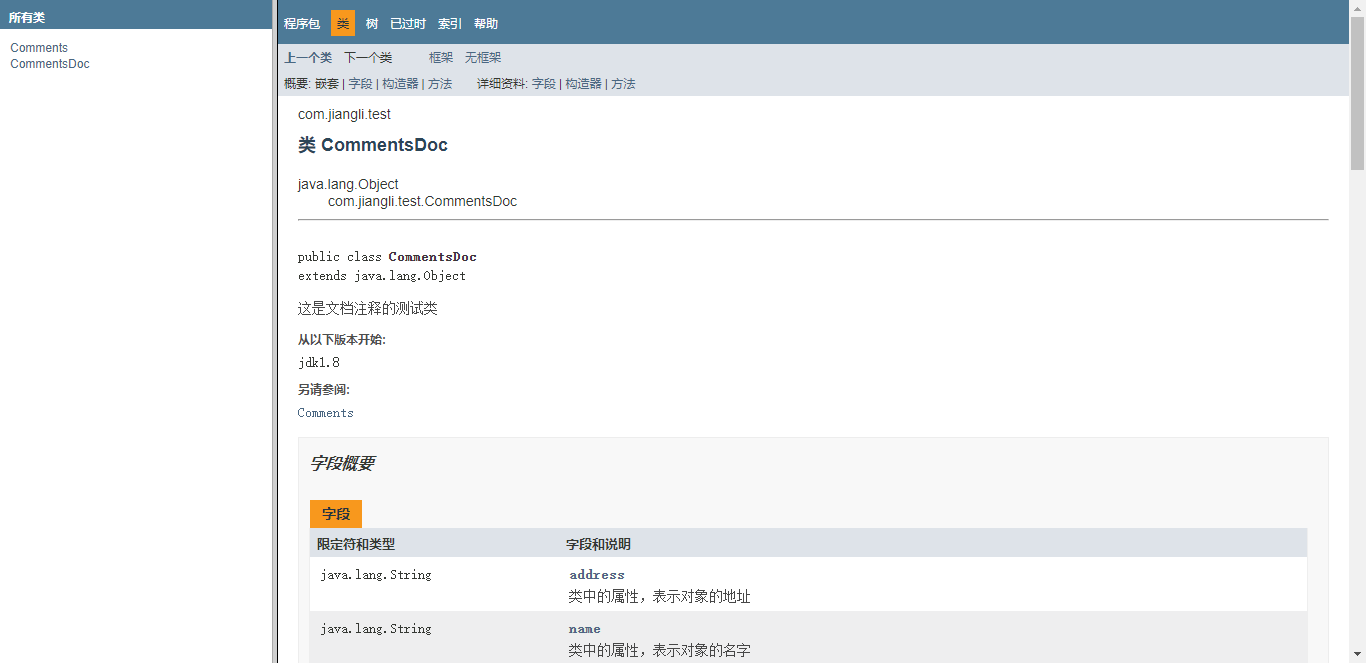 所有类
Comments
CommentsDoc
程序包 类 树 已过时 索引 帮助
上一个类 下一个类 框架 无框架
概要: 嵌套 | 字段 | 构造器 | 方法 详细资料: 字段 | 构造器 | 方法
com.jiangli.test
类 CommentsDoc
java.lang.Object
com.jiangli.test.CommentsDoc
public class CommentsDoc
extends java.lang.Object
这是文档注释的测试类
从以下版本开始:
jdk1.8
另请参阅:
Comments
字段概要
字段
限定符和类型 字段和说明
java.lang.String address
类中的属性，表示对象的地址
java.lang.String name
类中的属性，表示对象的名字